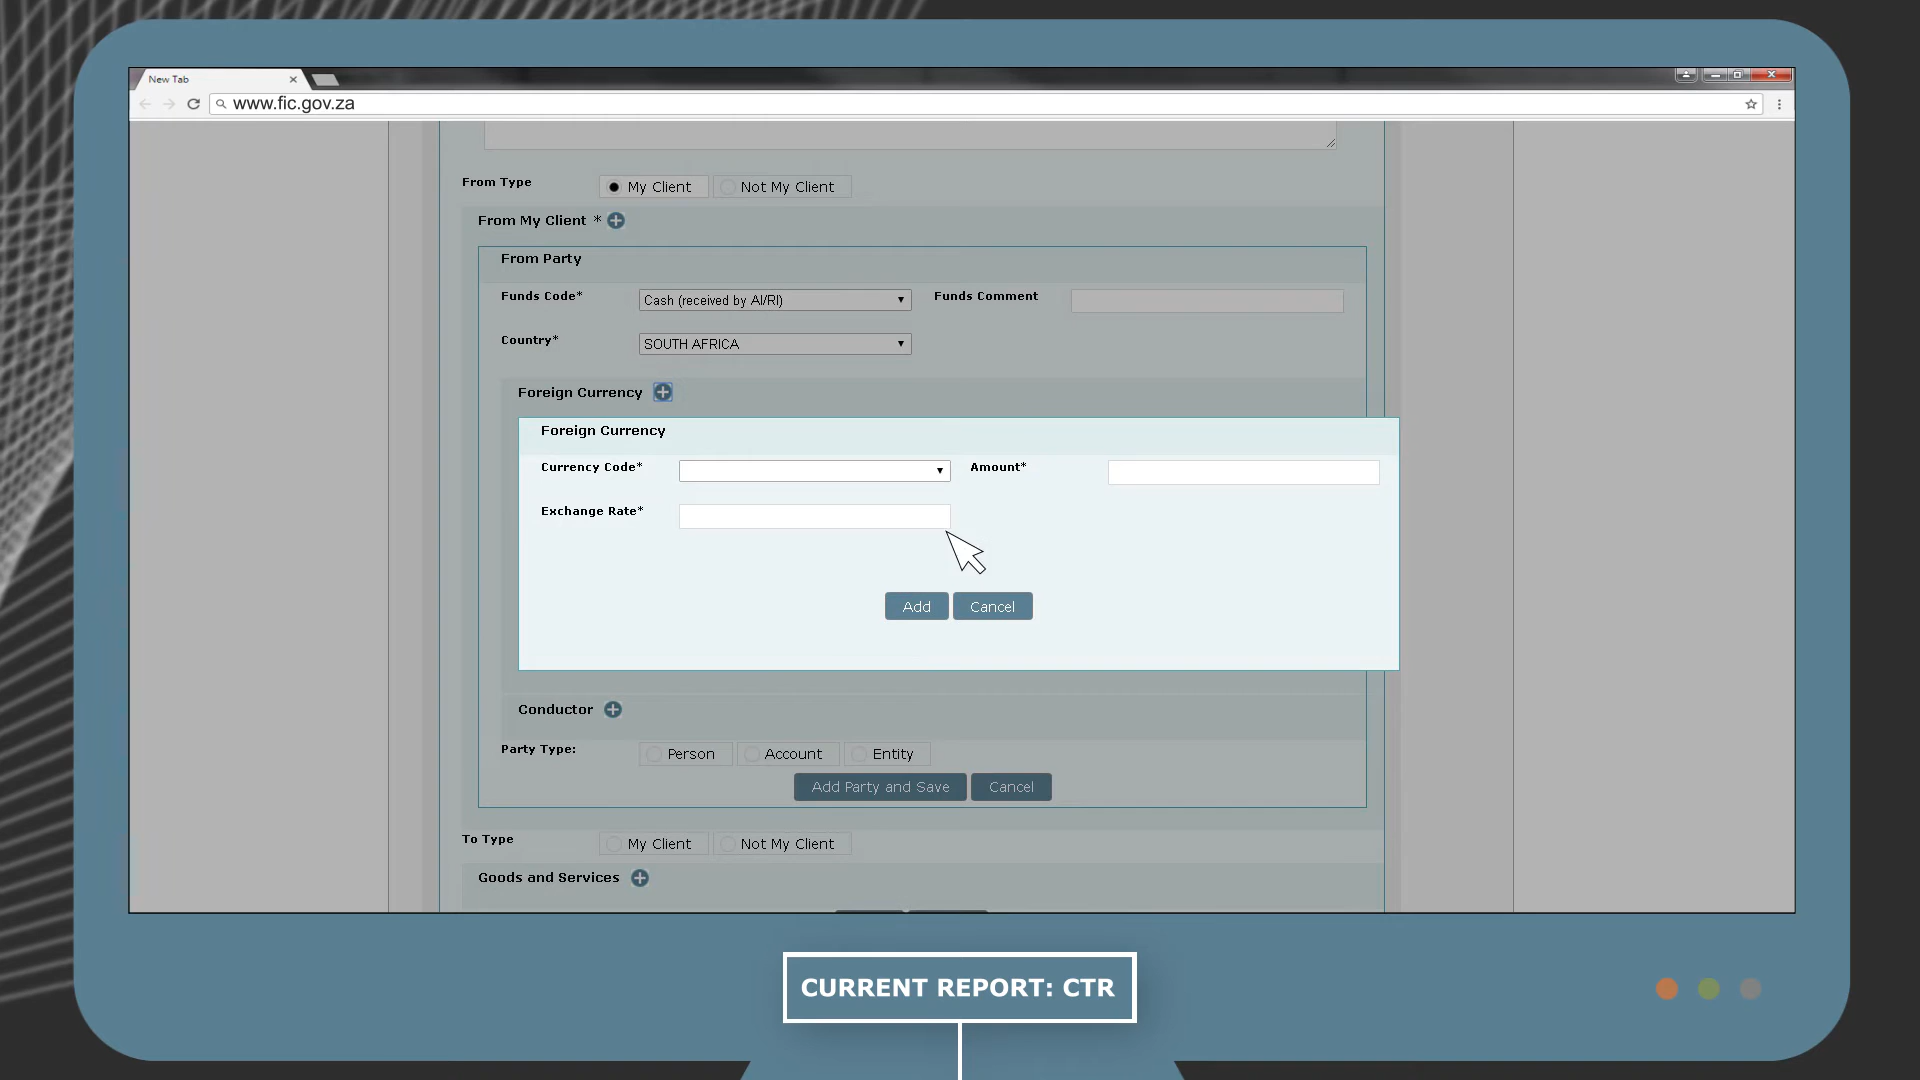 New Tab
www.fic.gov.za
From Type My Client Not My Client
From My Client *
From Party
Funds Code* Cash (received by AI/RI) Funds Comment
Country* SOUTH AFRICA
Foreign Currency
Foreign Currency
Currency Code* Amount*
Exchange Rate*
Add Cancel
Conductor
Party Type: Person Account Entity
Add Party and Save Cancel
To Type My Client Not My Client
Goods and Services
CURRENT REPORT: CTR